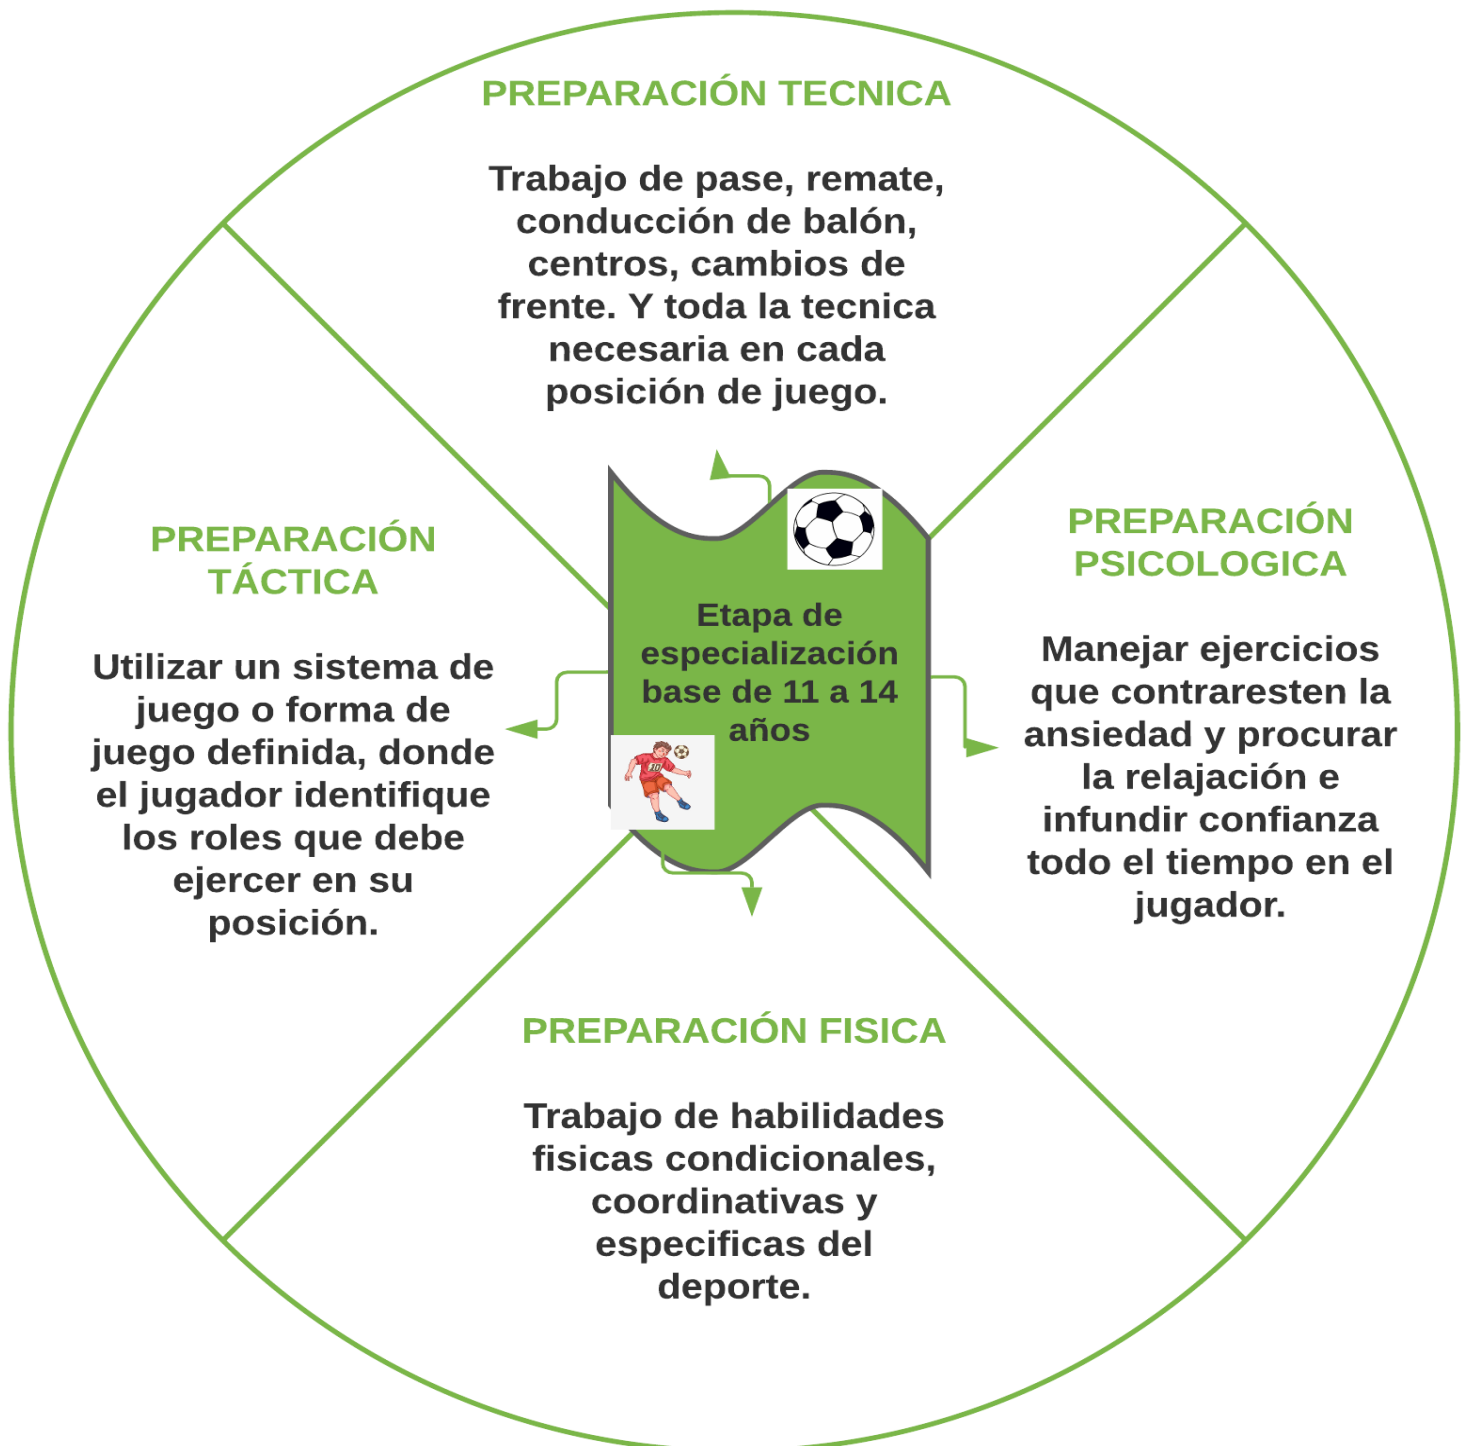 PREPARACIÓN TECNICA
Trabajo de pase, remate,
conducción de balón,
centros, cambios de
frente. Y toda la tecnica
necesaria en cada
posición de juego.
PREPARACIÓN
TÁCTICA
Utilizar un sistema de
juego o forma de
juego definida, donde
el jugador identifique
los roles que debe
ejercer en su
posición.
Etapa de
especialización
base de 11 a 14
años
10
PREPARACIÓN
PSICOLOGICA
Manejar ejercicios
que contraresten la
ansiedad y procurar
la relajación e
infundir confianza
todo el tiempo en el
jugador.
PREPARACIÓN FISICA
Trabajo de habilidades
fisicas condicionales,
coordinativas y
especificas del
deporte.